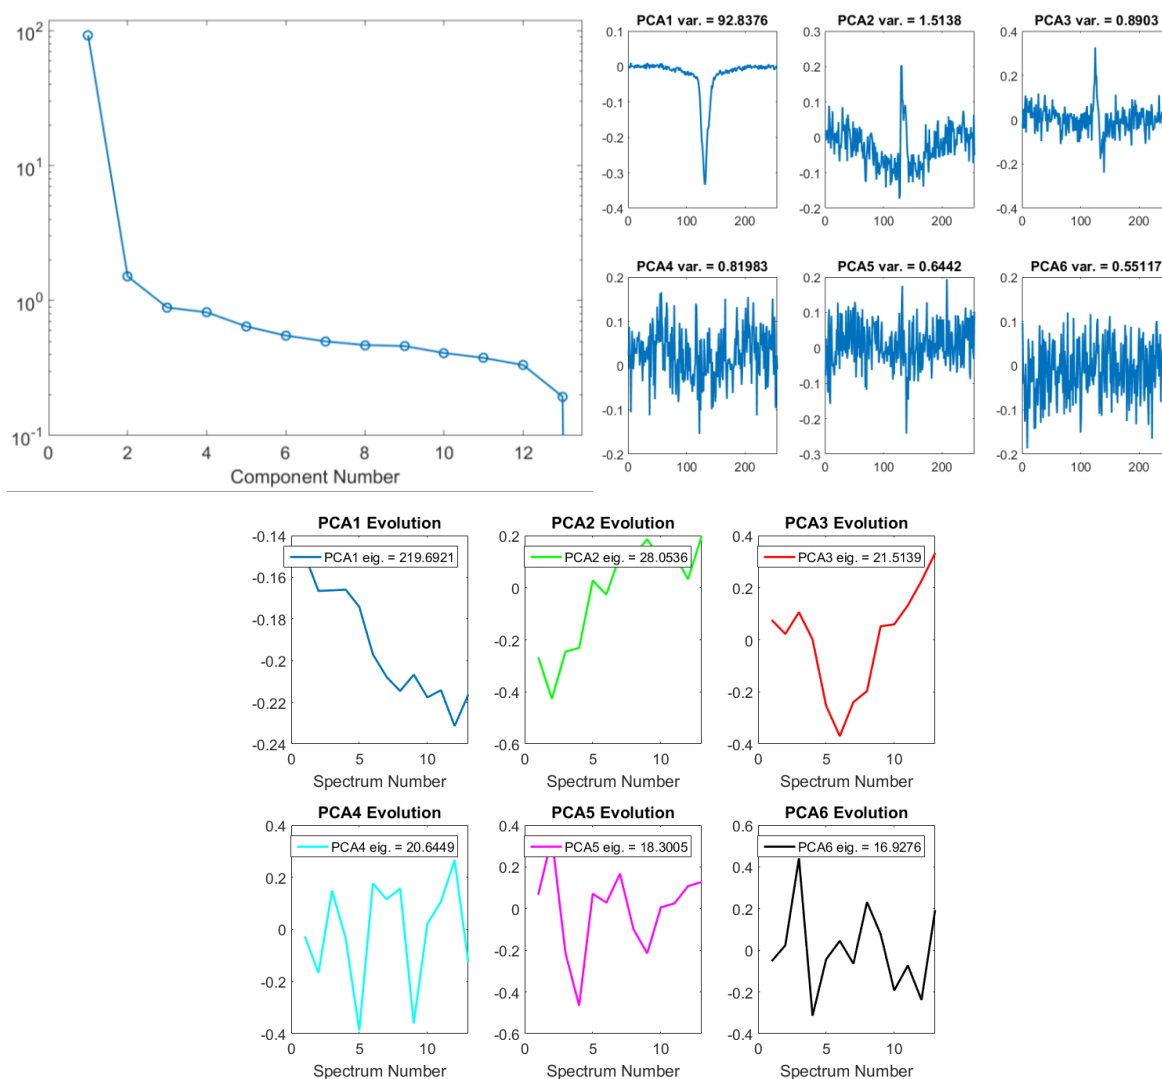 10^2
10^1
10^0
10^-1
0 2 4 6 8 10 12
Component Number
PCA1 var. = 92.8376
0.1
0
-0.1
-0.2
-0.3
-0.4
0 100 200
PCA2 var. = 1.5138
0.3
0.2
0.1
0
-0.1
0.2
0 100 200
PCA3 var. = 0.8903
0.4
0.2
0
0.2
0.4
0 100 200
PCA4 var. = 0.81983
0.2
0.1
0
-0.1
-0.2
0 100 200
PCA5 var. = 0.6442
0.2
0.1
0
-0.1
-0.2
-0.3
0 100 200
PCA6 var. = 0.55117
0.2
0.1
0
0.1
-0.2
0 100 200
PCA1 Evolution
-0.14
PCA1 eig. = 219.6921
-0.16
-0.18
-0.2
-0.22
-0.24
0 5 10
Spectrum Number
PCA2 Evolution
0.2
PCA2 eig. = 28.0536
0
-0.2
-0.4
-0.6
0 5 10
Spectrum Number
PCA3 Evolution
0.4
PCA3 eig. = 21.5139
0.2
0
-0.2
-0.4
0 5 10
Spectrum Number
PCA4 Evolution
0.4
PCA4 eig. = 20.6449
0.2
0
-0.2
-0.4
0 5 10
Spectrum Number
PCA5 Evolution
0.4
PCA5 eig. = 18.3005
0.2
0
-0.2
-0.4
-0.6
0 5 10
Spectrum Number
PCA6 Evolution
0.6
PCA6 eig. = 16.9276
0.4
0.2
0
-0.2
-0.4
0 5 10
Spectrum Number